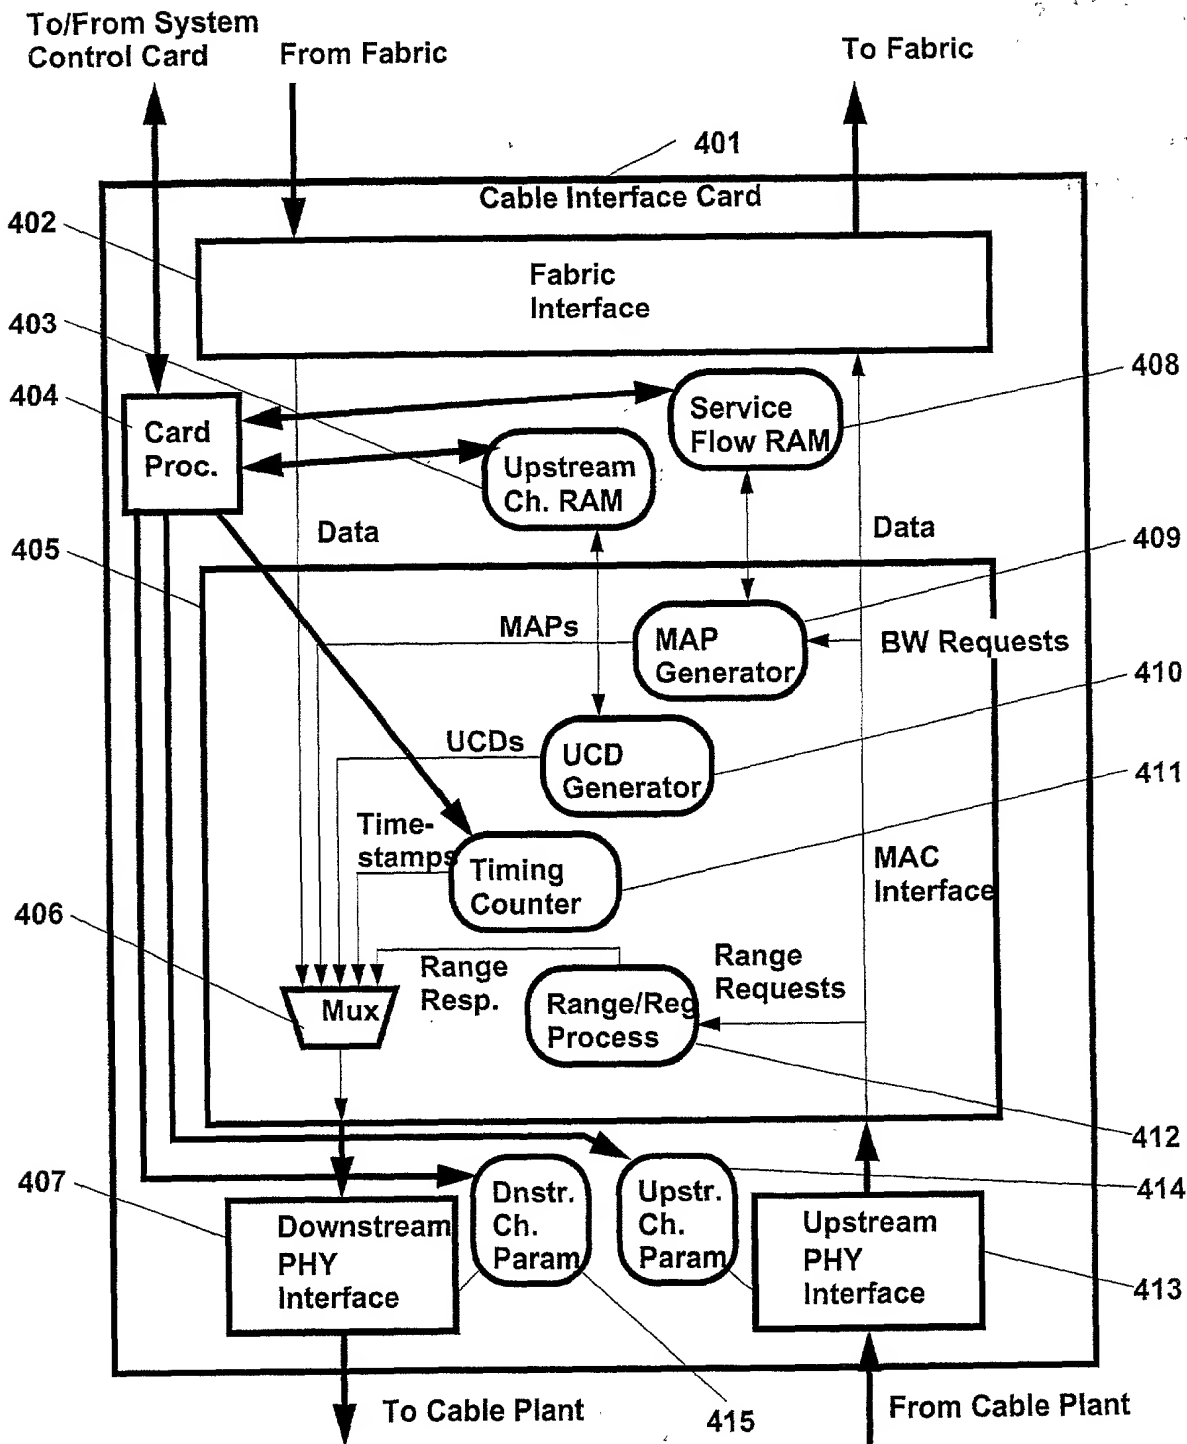 To/From System
Control Card
From Fabric
To Fabric
401
Cable Interface Card
402
Fabric
Interface
403
408
404
Card
Proc.
Service
Flow RAM
Upstream
Ch. RAM
Data
Data
405
409
MAPs
MAP
Generator
BW Requests
410
UCDs
UCD
Generator
411
Time-
stamps
Timing
Counter
MAC
Interface
406
Range
Resp.
Range
Requests
Mux
Range/Reg
Process
412
407
414
Dnstr.
Ch.
Param
Upstr.
Ch.
Param
Downstream
PHY
Interface
Upstream
PHY
Interface
413
To Cable Plant
415
From Cable Plant